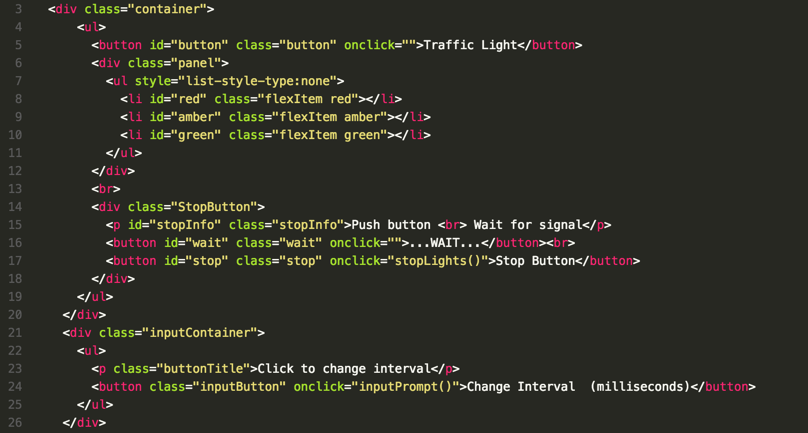 3 <div class="container">
4 <ul>
5 <button id="button" class="button" onclick="">Traffic Light</button>
6 <div class="panel">
7 <ul style="list-style-type:none">
8 <li id="red" class="flexItem red"></li>
9 <li id="amber" class="flexItem amber"></li>
10 <li id="green" class="flexItem green"></li>
11 </ul>
12 </div>
13 <br>
14 <div class="StopButton">
15 <p id="stopInfo" class="stopInfo">Push button <br> Wait for signal</p>
16 <button id="wait" class="wait" onclick="">...WAIT...</button><br>
17 <button id="stop" class="stop" onclick="stopLights()">Stop Button</button>
18 </div>
19 </ul>
20 </div>
21 <div class="inputContainer">
22 <ul>
23 <p class="buttonTitle">Click to change interval</p>
24 <button class="inputButton" onclick="inputPrompt()">Change Interval  (milliseconds)</button>
25 </ul>
26 </div>